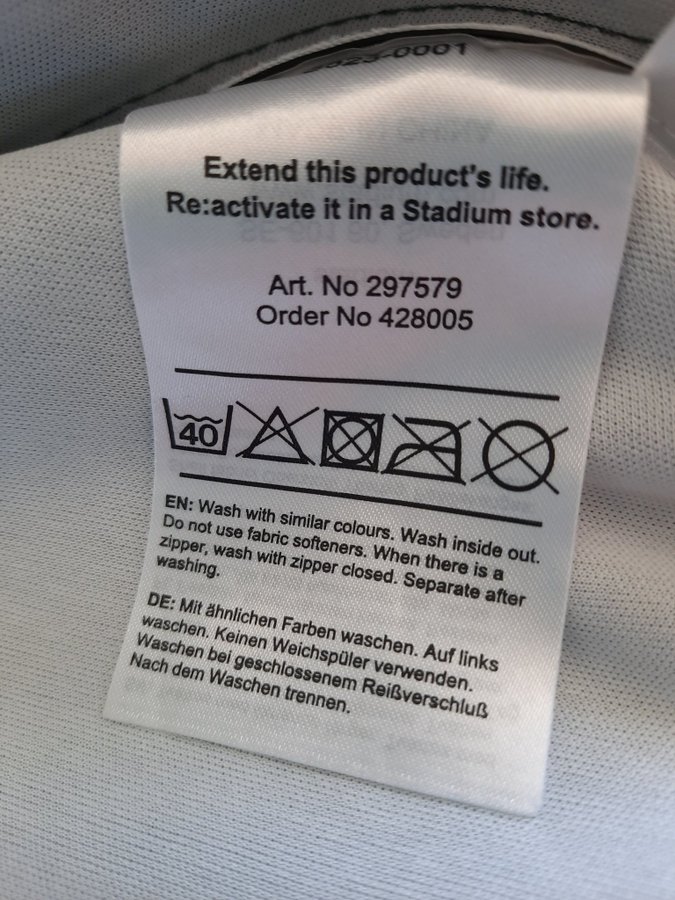 -0001
Extend this product's life.
Re:activate it in a Stadium store.
Art. No 297579
Order No 428005
40
EN: Wash with similar colours. Wash inside out.
Do not use fabric softeners. When there is a
zipper, wash with zipper closed. Separate after
washing.
DE: Mit ähnlichen Farben waschen. Auf links
waschen. Keinen Weichspüler verwenden.
Waschen bei geschlossenem Reißverschluß
Nach dem Waschen trennen.